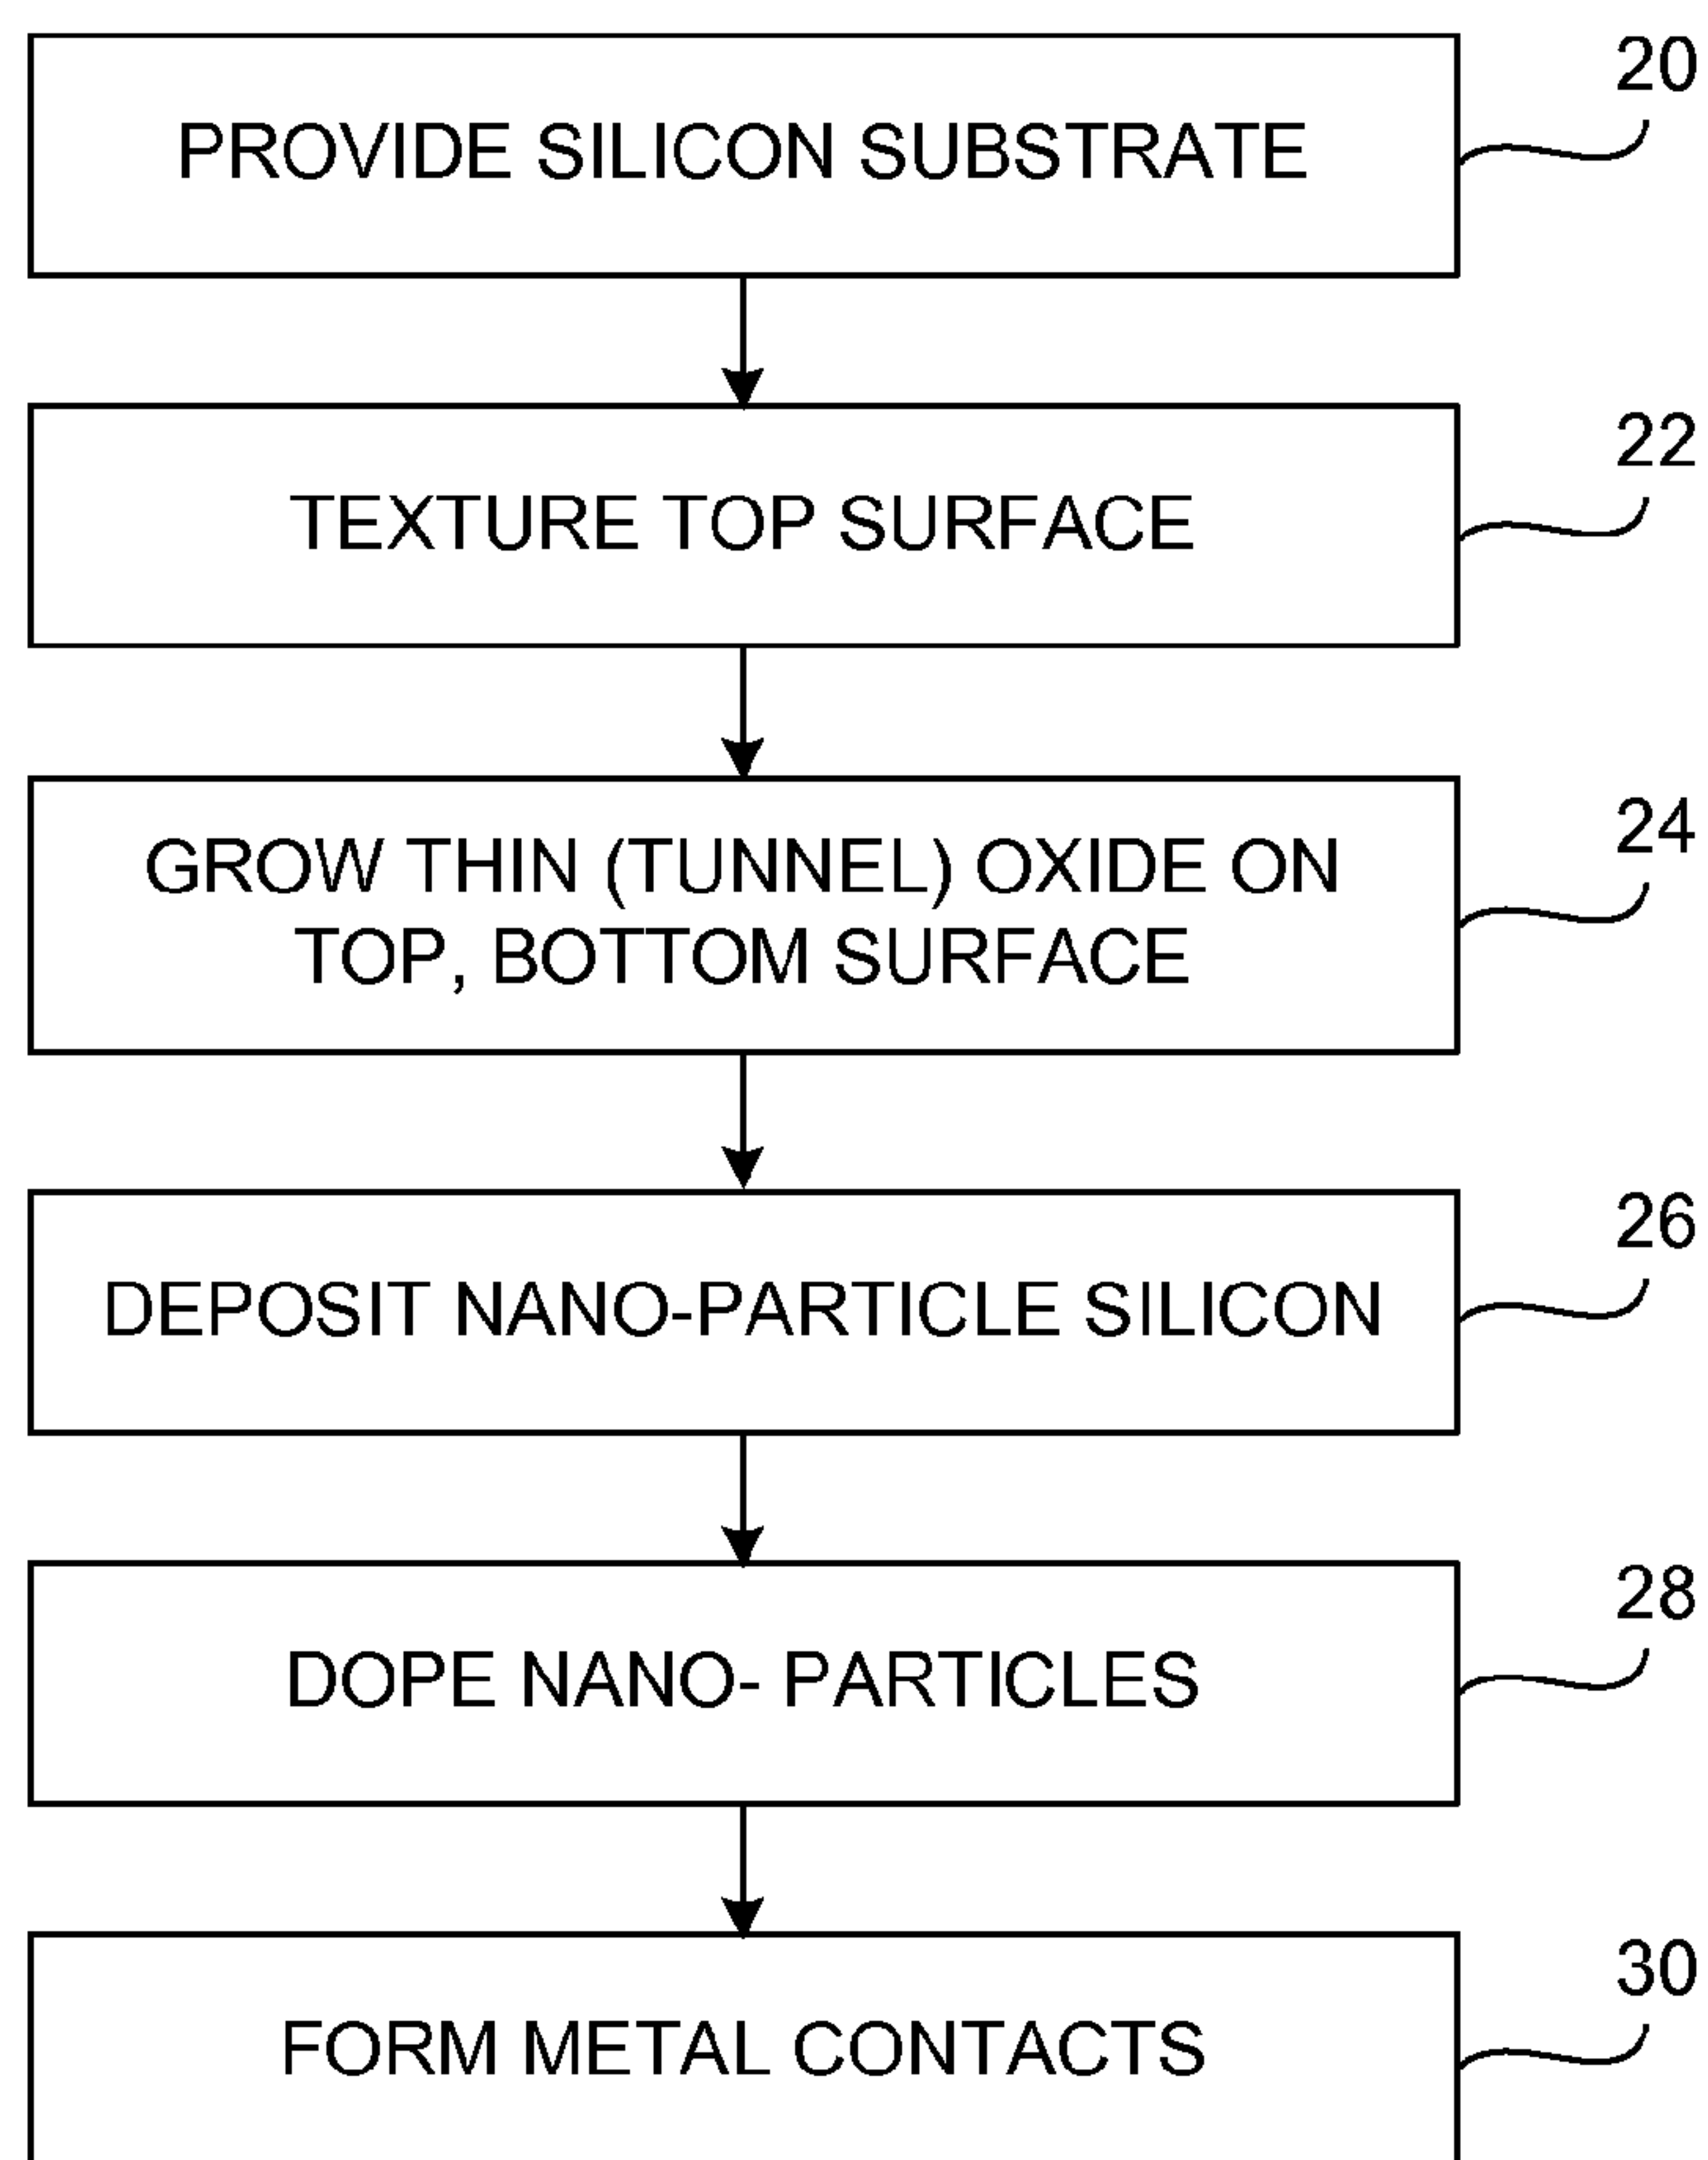 20
PROVIDE SILICON SUBSTRATE
22
TEXTURE TOP SURFACE
24
GROW THIN (TUNNEL) OXIDE ON
TOP, BOTTOM SURFACE
26
DEPOSIT NANO-PARTICLE SILICON
28
DOPE NANO- PARTICLES
30
FORM METAL CONTACTS